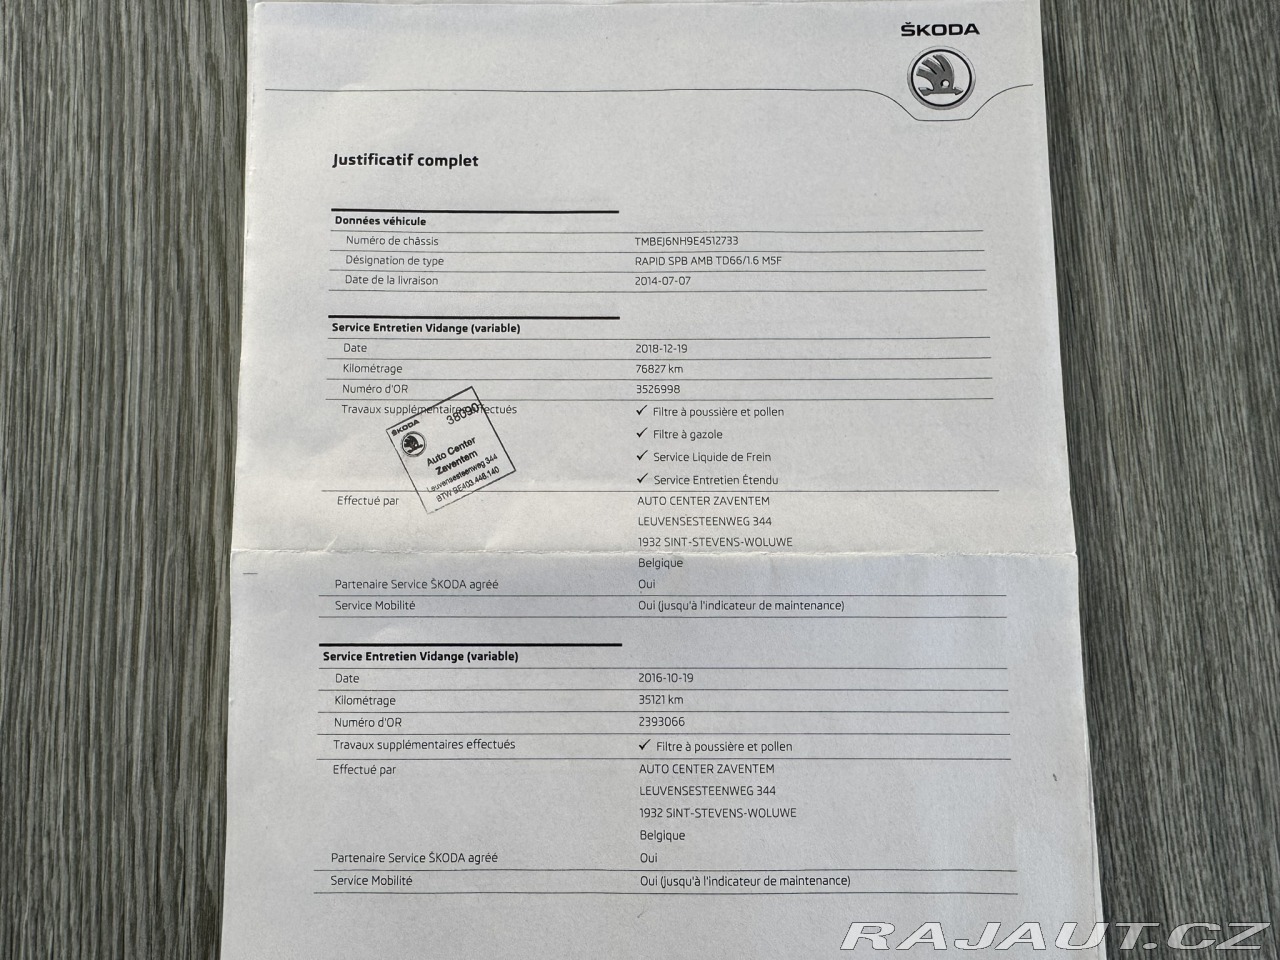 ŠKODA
Justificatif complet
Données véhicule
Numéro de châssis TMBEJ6NH9E4512733
Désignation de type RAPID SPB AMB TD66/1.6 M5F
Date de la livraison 2014-07-07
Service Entretien Vidange (variable)
Date 2018-12-19
Kilométrage 76827 km
Numéro d'OR 3526998
Travaux supplémentaires effectués ✓ Filtre à poussière et pollen
✓ Filtre à gazole
✓ Service Liquide de Frein
✓ Service Entretien Étendu
ŠKODA 38090
Auto Center
Zaventem
Leuvensesteenweg 344
BTW BE403.448.140
Effectué par AUTO CENTER ZAVENTEM
LEUVENSESTEENWEG 344
1932 SINT-STEVENS-WOLUWE
Belgique
Partenaire Service ŠKODA agréé Oui
Service Mobilité Oui (jusqu'à l'indicateur de maintenance)
Service Entretien Vidange (variable)
Date 2016-10-19
Kilométrage 35121 km
Numéro d'OR 2393066
Travaux supplémentaires effectués ✓ Filtre à poussière et pollen
Effectué par AUTO CENTER ZAVENTEM
LEUVENSESTEENWEG 344
1932 SINT-STEVENS-WOLUWE
Belgique
Partenaire Service ŠKODA agréé Oui
Service Mobilité Oui (jusqu'à l'indicateur de maintenance)
RAJAUT.CZ